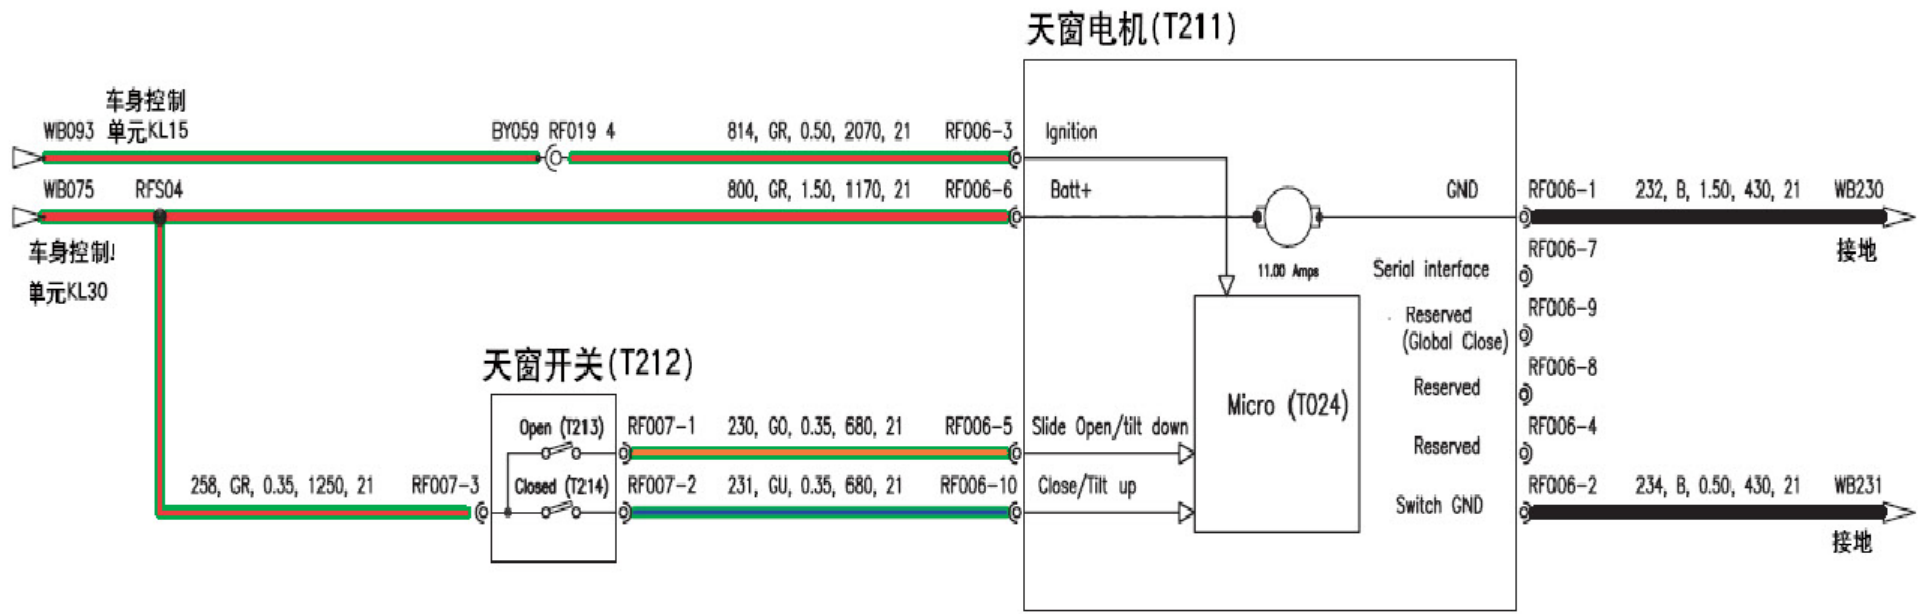 天窗电机(T211)
车身控制
WB093 单元KL15
BY059 RF019 4
814, GR, 0.50, 2070, 21
RF006-3
Ignition
WB075
RFS04
800, GR, 1.50, 1170, 21
RF006-6
Batt+
GND
RF006-1
232, B, 1.50, 430, 21
WB230
车身控制!
单元KL30
接地
11.00 Amps
Serial interface
RF006-7
Reserved
(Global Close)
RF006-9
Reserved
RF006-8
Reserved
RF006-4
天窗开关(T212)
Micro (T024)
Open (T213)
RF007-1
230, GO, 0.35, 680, 21
RF006-5
Slide Open/tilt down
258, GR, 0.35, 1250, 21
RF007-3
Closed (T214)
RF007-2
231, GU, 0.35, 680, 21
RF006-10
Close/Tilt up
Switch GND
RF006-2
234, B, 0.50, 430, 21
WB231
接地